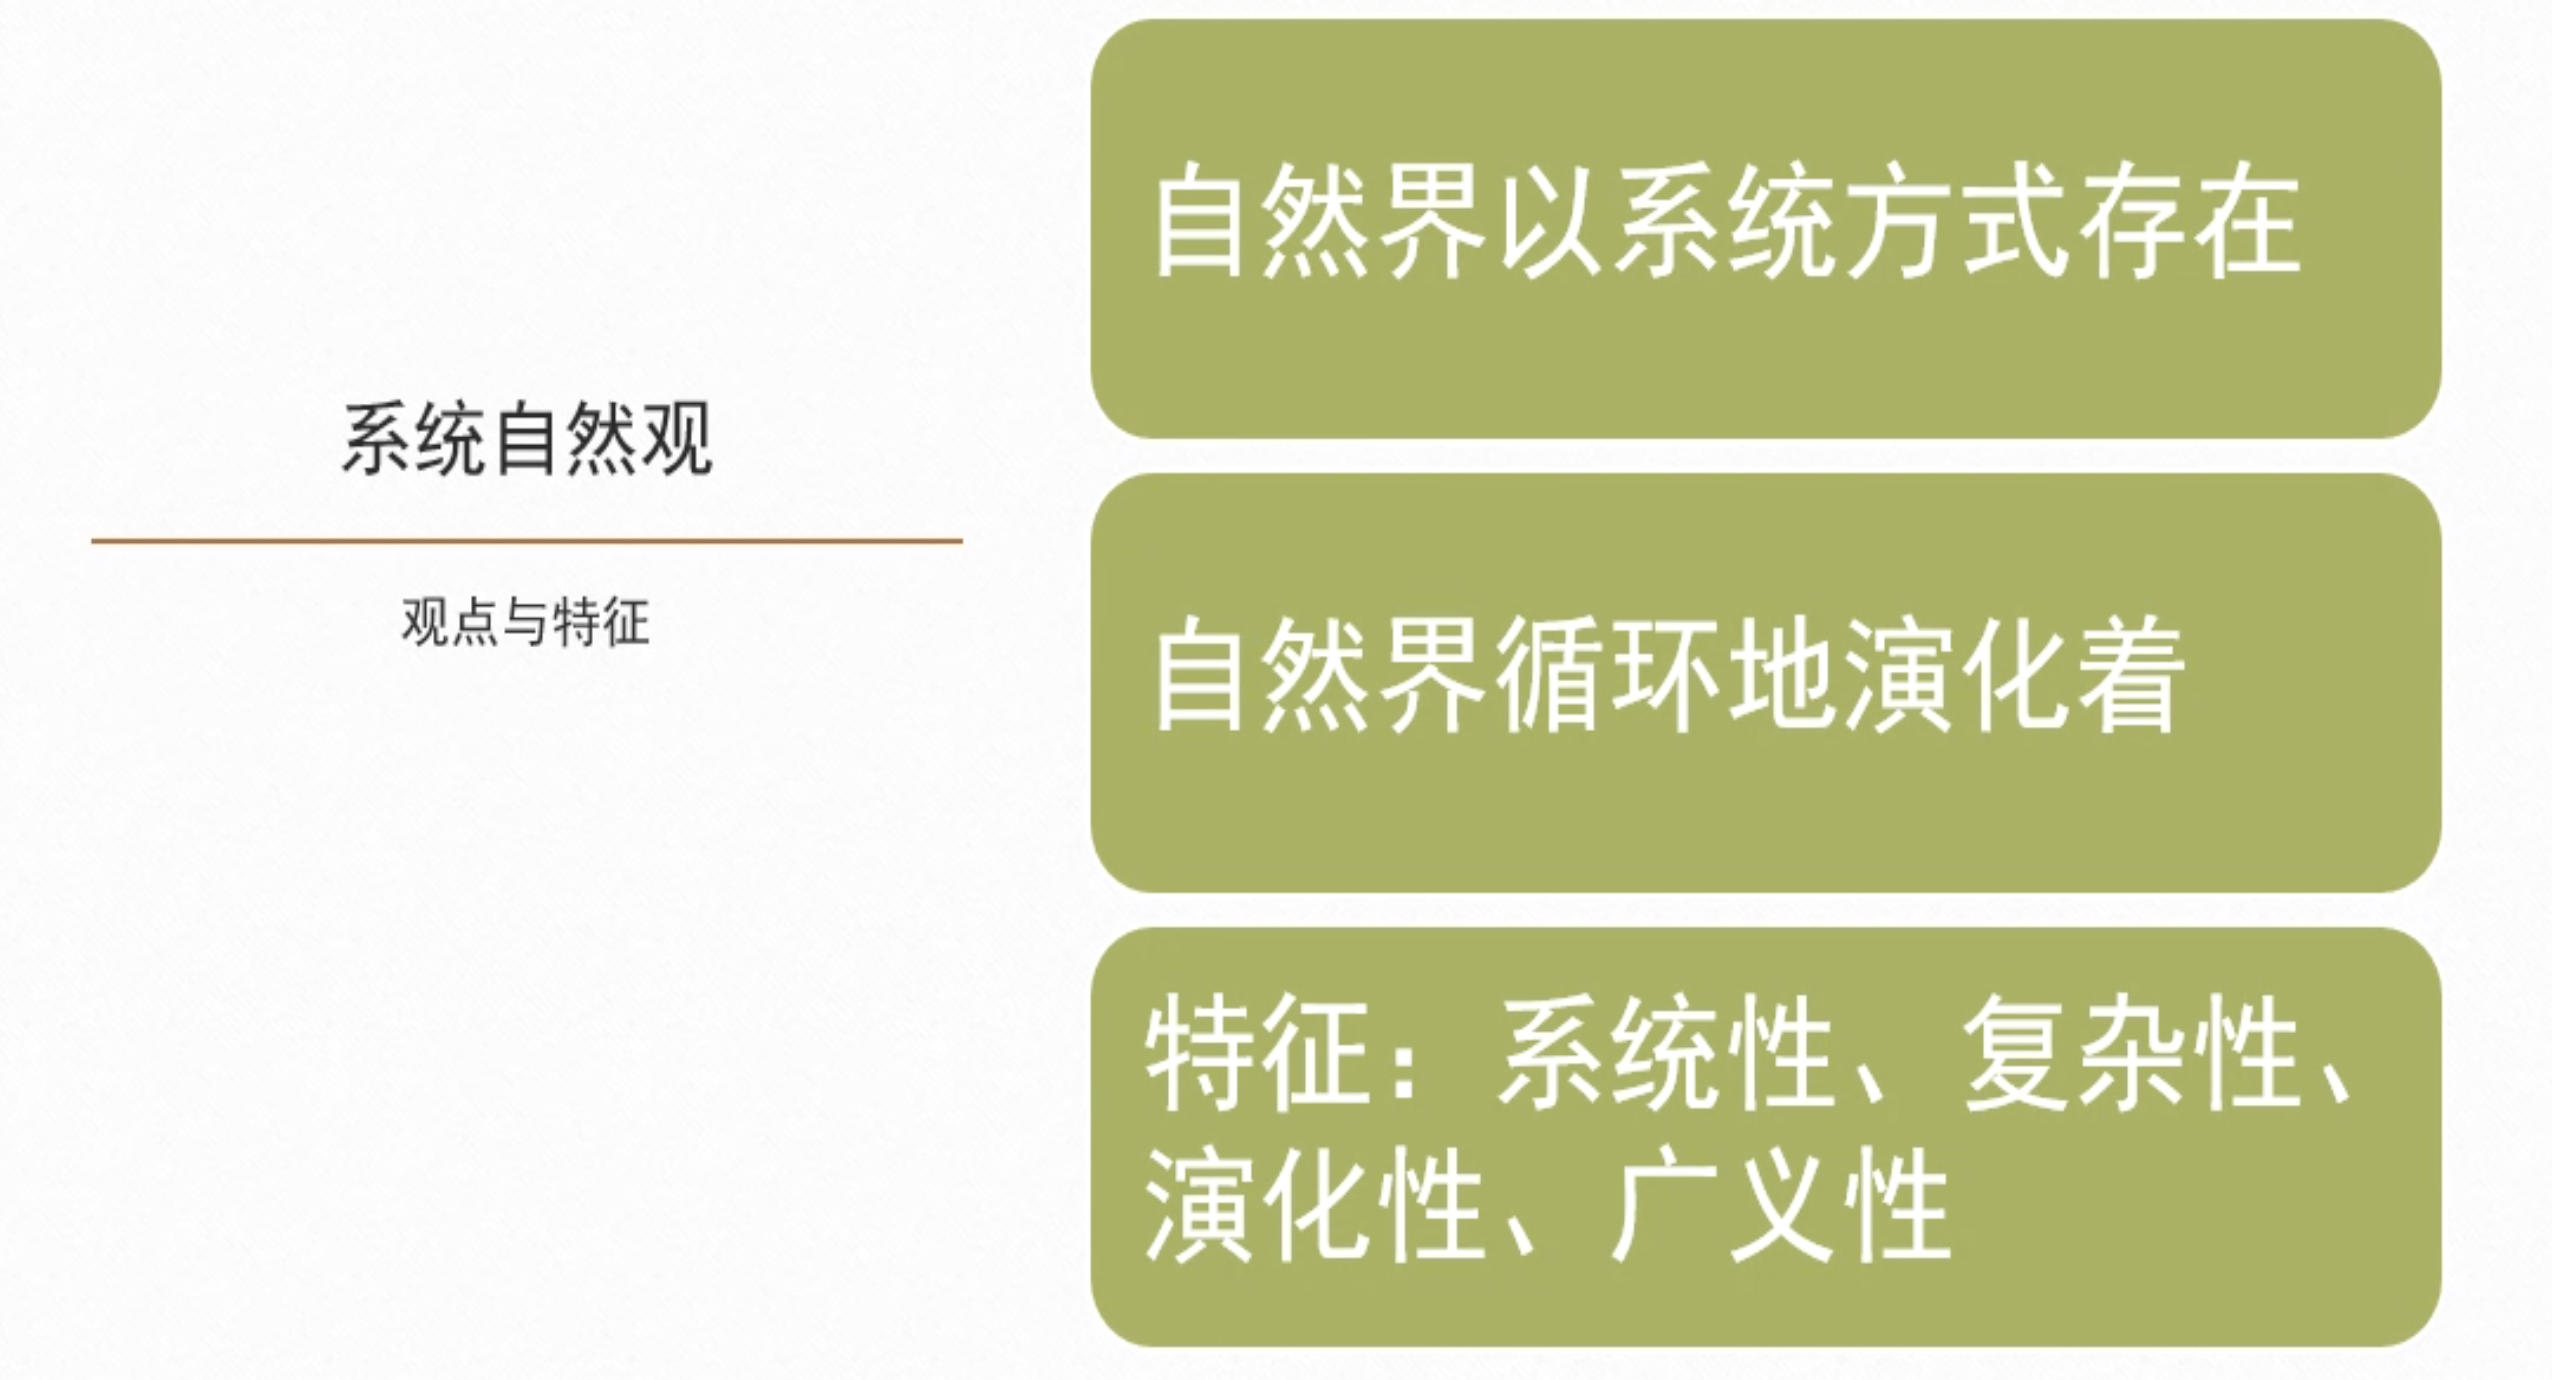 系统自然观
观点与特征
自然界以系统方式存在
自然界循环地演化着
特征：系统性、复杂性、
演化性、广义性